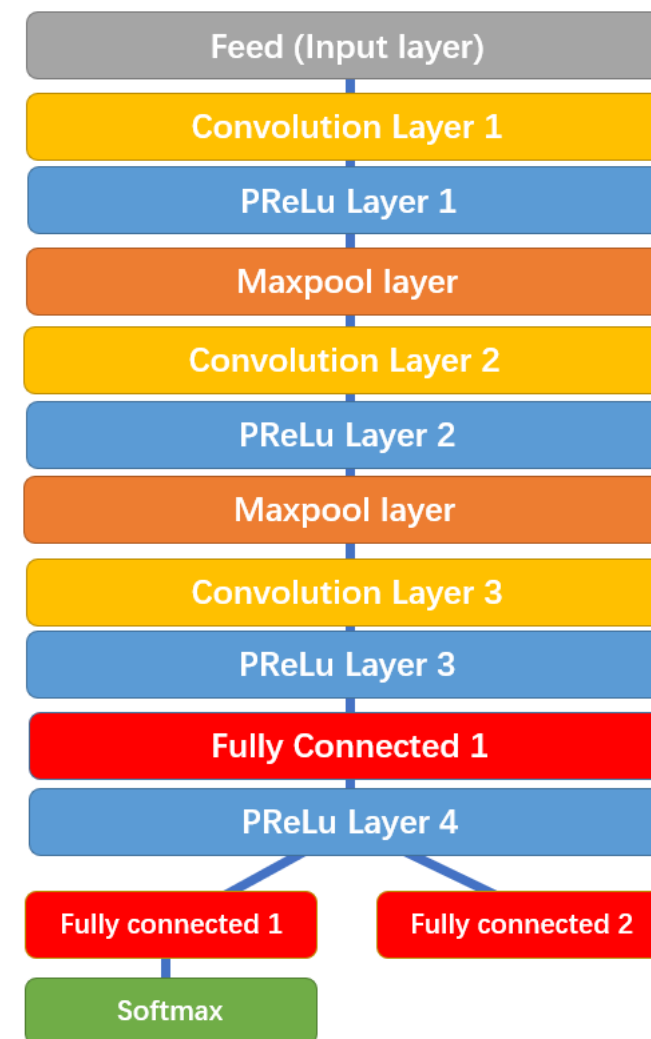 Feed (Input layer)
Convolution Layer 1
PReLu Layer 1
Maxpool layer
Convolution Layer 2
PReLu Layer 2
Maxpool layer
Convolution Layer 3
PReLu Layer 3
Fully Connected 1
PReLu Layer 4
Fully connected 1
Fully connected 2
Softmax